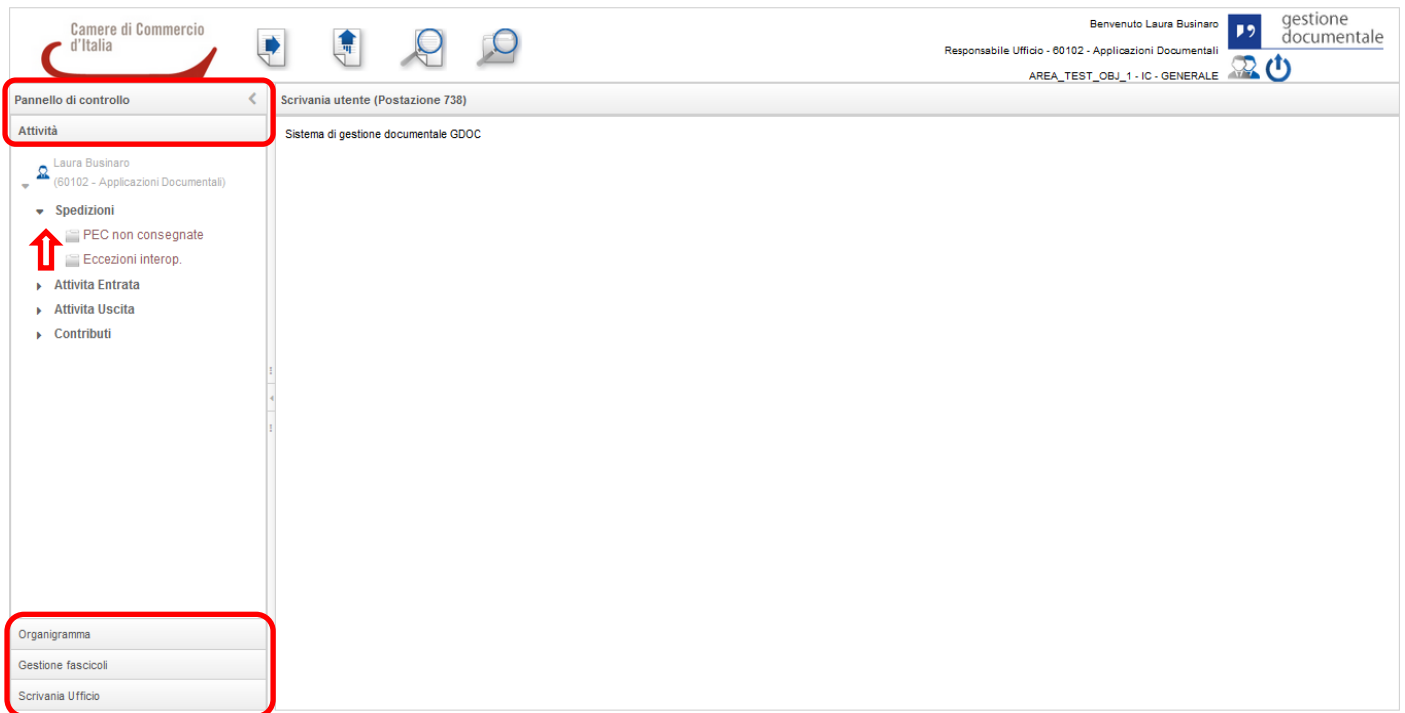 Camere di Commercio
d'Italia
Benvenuto Laura Businaro
Responsabile Ufficio - 60102 - Applicazioni Documentali
AREA_TEST_OBJ_1 - IC - GENERALE
gestione
documentale
Pannello di controllo
Scrivania utente (Postazione 738)
Attività
Sistema di gestione documentale GDOC
Laura Businaro
(60102 - Applicazioni Documentali)
Spedizioni
PEC non consegnate
Eccezioni interop.
Attivita Entrata
Attivita Uscita
Contributi
Organigramma
Gestione fascicoli
Scrivania Ufficio